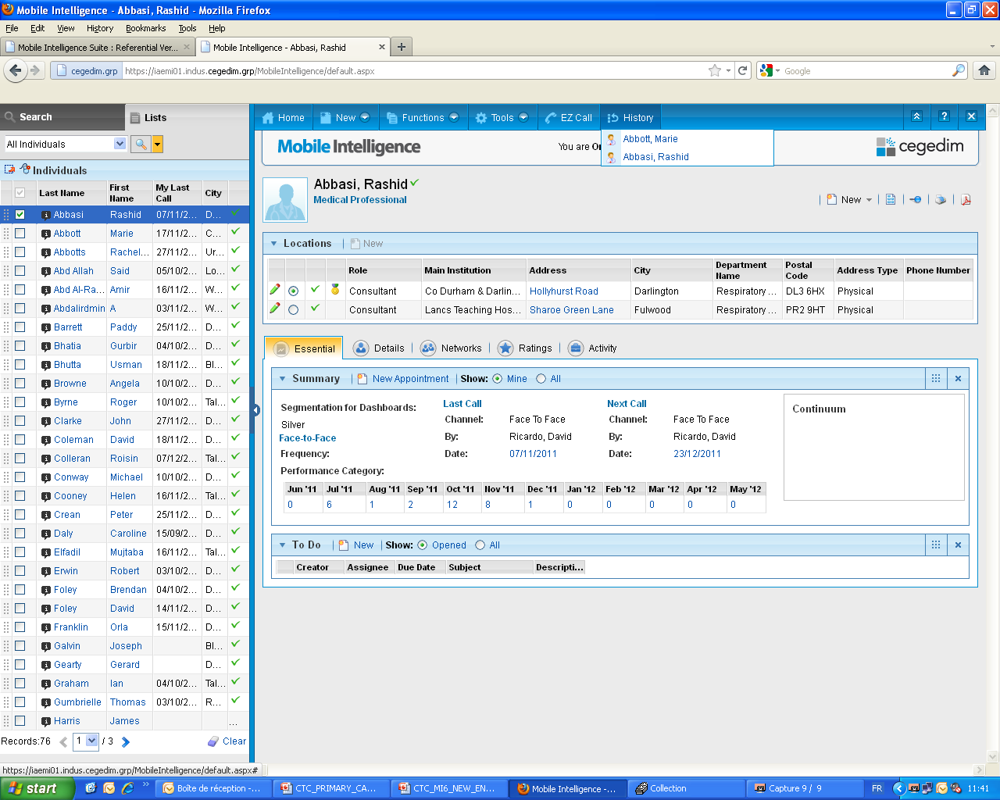 Mobile Intelligence - Abbasi, Rashid - Mozilla Firefox
File Edit View History Bookmarks Tools Help
Mobile Intelligence Suite : Referential Ver...
Mobile Intelligence - Abbasi, Rashid
cegedim.grp https://iaemi01.indus.cegedim.grp/MobileIntelligence/default.aspx
Google
Search
Lists
All Individuals
Individuals
Last Name First Name My Last Call City
Abbasi Rashid 07/11/2... D...
Abbott Marie 17/11/2... C...
Abbotts Rachel... 27/11/2... Ur...
Abd Allah Said 05/10/2... Lo...
Abd Al-Ra... Amir 16/11/2... W...
Abdalirdmin A 03/11/2... W...
Barrett Paddy 25/11/2... D...
Bhatia Gurbir 04/10/2... D...
Bhutta Usman 18/11/2... Bl...
Browne Angela 10/10/2... D...
Byrne Roger 10/10/2... Tal...
Clarke John 27/11/2... D...
Coleman David 18/11/2... D...
Colleran Roisin 07/12/2... Tal...
Conway Michael 10/10/2... D...
Cooney Helen 16/11/2... Tal...
Crean Peter 25/11/2... D...
Daly Caroline 15/09/2... D...
Elfadil Mujtaba 16/11/2... Tal...
Erwin Robert 03/10/2... D...
Foley Brendan 04/10/2... D...
Foley David 14/11/2... D...
Franklin Orla 15/11/2... D...
Galvin Joseph Bl...
Gearty Gerard D...
Graham Ian 04/10/2... Tal...
Gumbrielle Thomas 03/10/2... R...
Harris James ...
Records:76 1 / 3 Clear
https://iaemi01.indus.cegedim.grp/MobileIntelligence/default.aspx#
Home New Functions Tools EZ Call History
Mobile Intelligence
You are On
Abbott, Marie
Abbasi, Rashid
cegedim
Abbasi, Rashid
Medical Professional
New
Locations New
Role Main Institution Address City Department Name Postal Code Address Type Phone Number
Consultant Co Durham & Darlin... Hollyhurst Road Darlington Respiratory ... DL3 6HX Physical
Consultant Lancs Teaching Hos... Sharoe Green Lane Fulwood Respiratory ... PR2 9HT Physical
Essential Details Networks Ratings Activity
Summary New Appointment Show: Mine All
Segmentation for Dashboards:
Silver
Face-to-Face
Frequency:
Performance Category:
Last Call
Channel: Face To Face
By: Ricardo, David
Date: 07/11/2011
Next Call
Channel: Face To Face
By: Ricardo, David
Date: 23/12/2011
Continuum
Jun '11 Jul '11 Aug '11 Sep '11 Oct '11 Nov '11 Dec '11 Jan '12 Feb '12 Mar '12 Apr '12 May '12
0 6 1 2 12 8 1 0 0 0 0 0
To Do New Show: Opened All
Creator Assignee Due Date Subject Descripti...
start
Boîte de réception -...
CTC_PRIMARY_CA...
CTC_MI6_NEW_EN...
Mobile Intelligence -...
Collection
Capture 9 / 9
FR
11:41